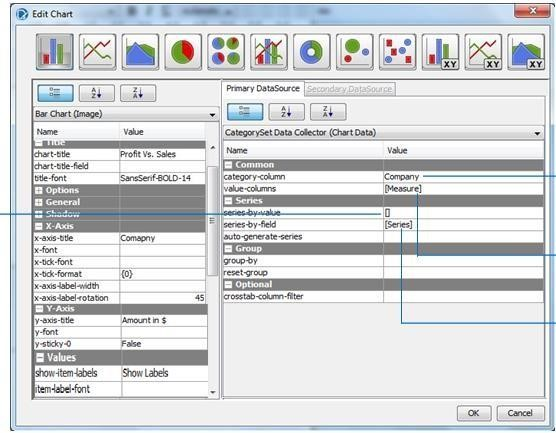 Edit Chart
XY XY XY
Primary DataSource Secondary DataSource
A Z Z A
A Z Z A
Bar Chart (Image)
CategorySet Data Collector (Chart Data)
Name Value
Name Value
Title
chart-title Profit Vs. Sales
chart-title-field
title-font SansSerif-BOLD-14
Options
General
Shadow
X-Axis
x-axis-title Comapny
x-font
x-tick-font
x-tick-format {0}
x-axis-label-width
x-axis-label-rotation 45
Y-Axis
y-axis-title Amount in $
y-font
y-sticky-0 False
Values
show-item-labels Show Labels
item-label-font
Common
category-column Company
value-columns [Measure]
Series
series-by-value []
series-by-field [Series]
auto-generate-series
Group
group-by
reset-group
Optional
crosstab-column-filter
OK Cancel